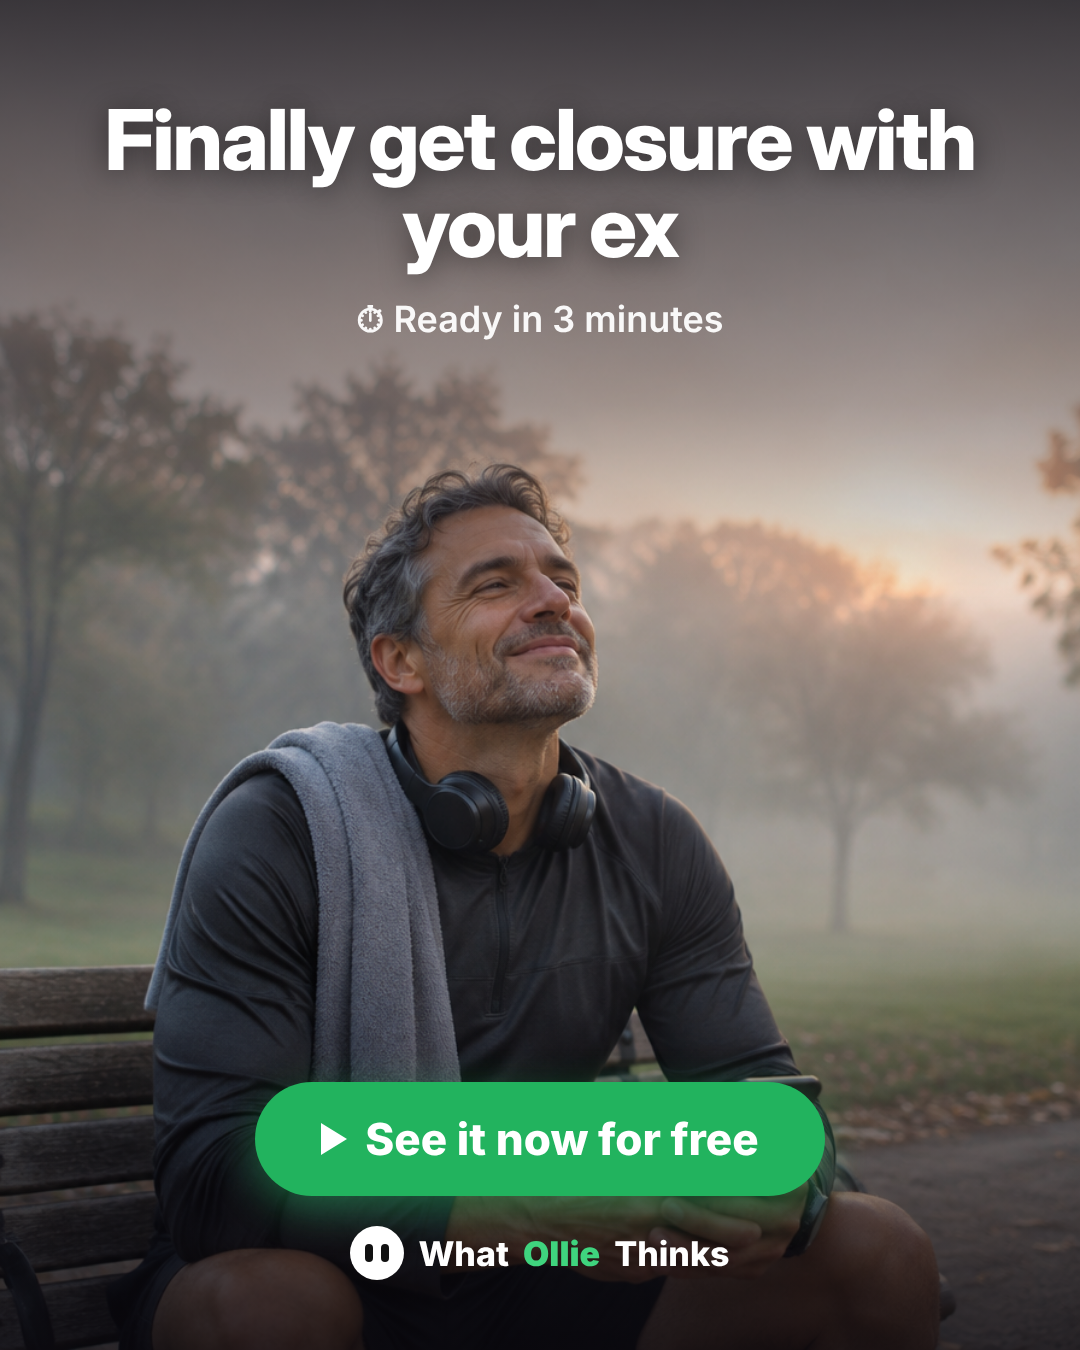 Finally get closure with
your ex
⏱ Ready in 3 minutes
▶ See it now for free
What Ollie Thinks